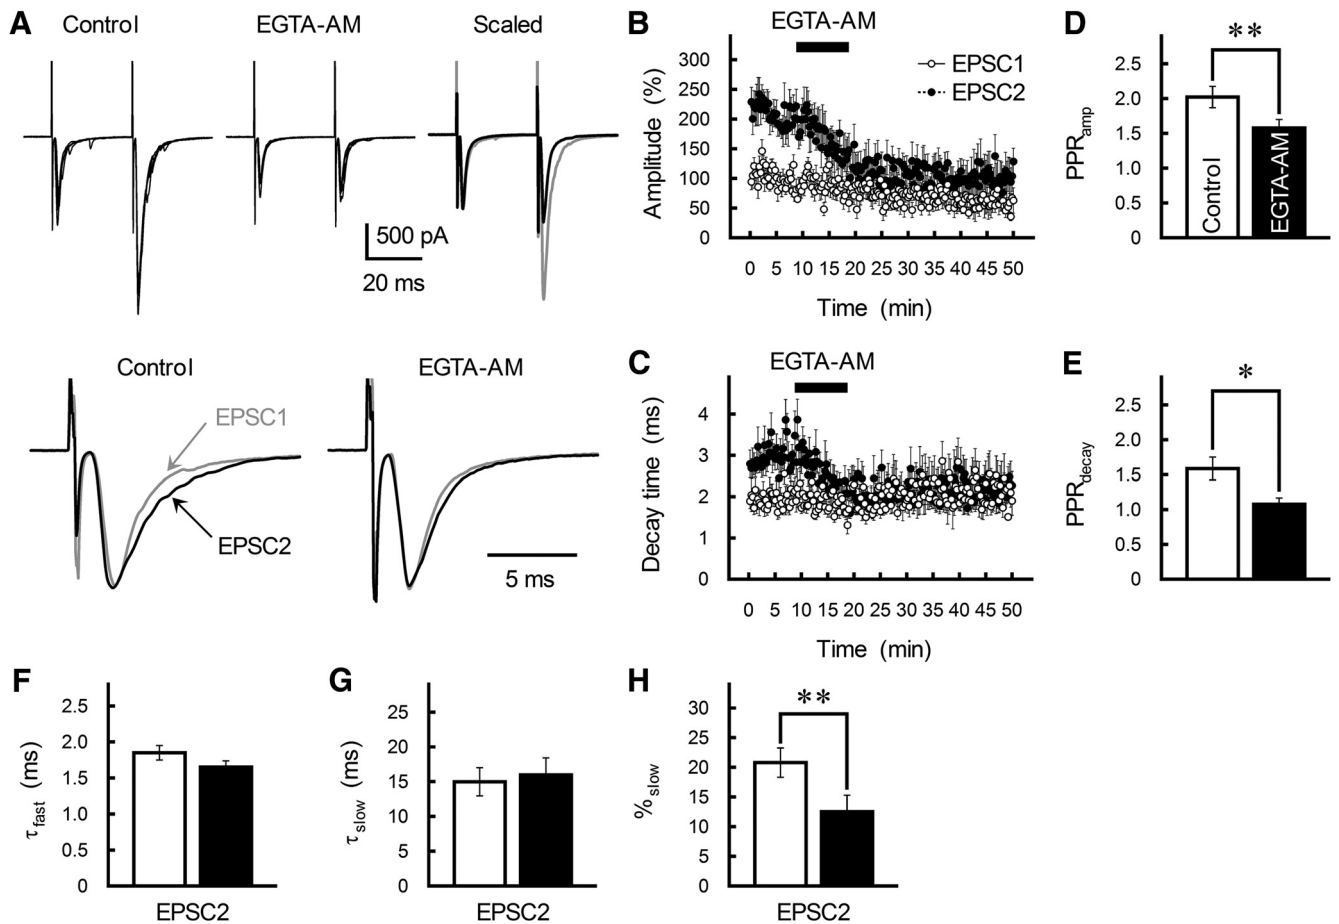 A
Control
EGTA-AM
Scaled
500 pA
20 ms
Control
EGTA-AM
EPSC1
EPSC2
5 ms
B
EGTA-AM
EPSC1
EPSC2
Amplitude (%)
300
250
200
150
100
50
0
0 5 10 15 20 25 30 35 40 45 50
Time (min)
C
EGTA-AM
Decay time (ms)
4
3
2
1
0
0 5 10 15 20 25 30 35 40 45 50
Time (min)
D
**
PPRamp
2.5
2.0
1.5
1.0
0.5
0
Control
EGTA-AM
E
*
PPRdecay
2.5
2.0
1.5
1.0
0.5
0
F
τfast (ms)
2.5
2.0
1.5
1.0
0.5
0
EPSC2
G
τslow (ms)
25
20
15
10
5
0
EPSC2
H
**
%slow
30
25
20
15
10
5
0
EPSC2